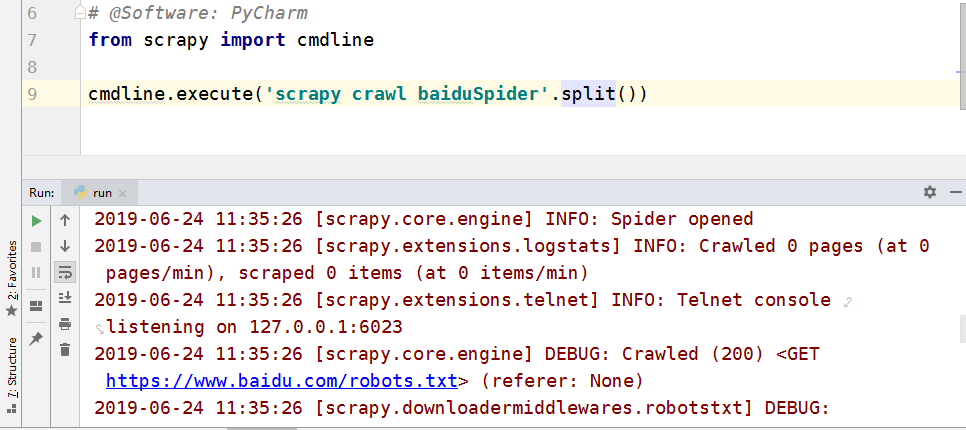 6 # @Software: PyCharm
7 from scrapy import cmdline
8
9 cmdline.execute('scrapy crawl baiduSpider'.split())
Run: run
2019-06-24 11:35:26 [scrapy.core.engine] INFO: Spider opened
2019-06-24 11:35:26 [scrapy.extensions.logstats] INFO: Crawled 0 pages (at 0
pages/min), scraped 0 items (at 0 items/min)
2019-06-24 11:35:26 [scrapy.extensions.telnet] INFO: Telnet console
listening on 127.0.0.1:6023
2019-06-24 11:35:26 [scrapy.core.engine] DEBUG: Crawled (200) <GET
https://www.baidu.com/robots.txt> (referer: None)
2019-06-24 11:35:26 [scrapy.downloadermiddlewares.robotstxt] DEBUG:
2: Favorites
7: Structure